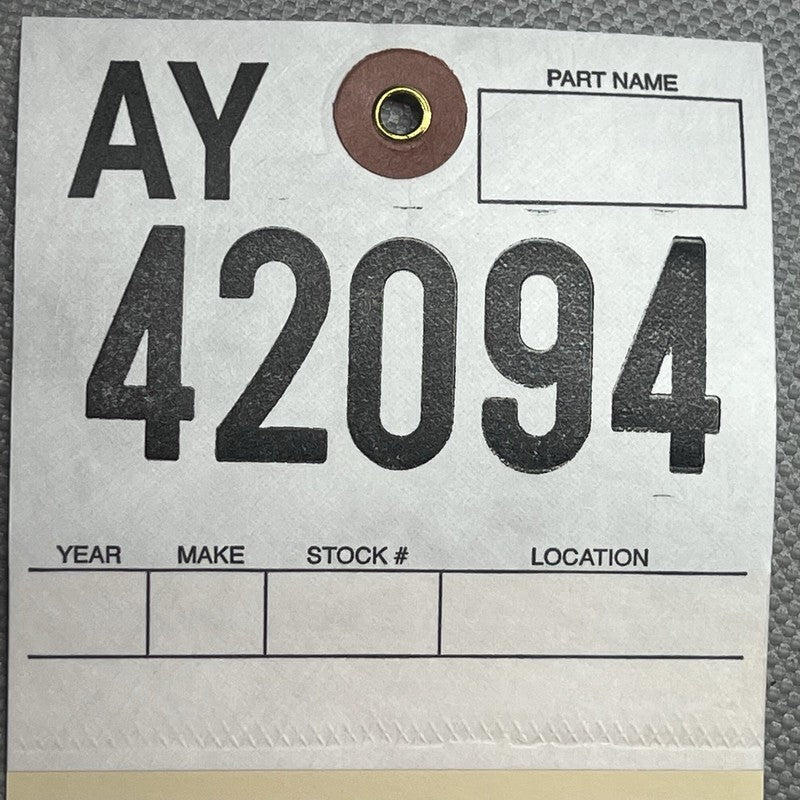 AY
PART NAME
42094
YEAR MAKE STOCK # LOCATION